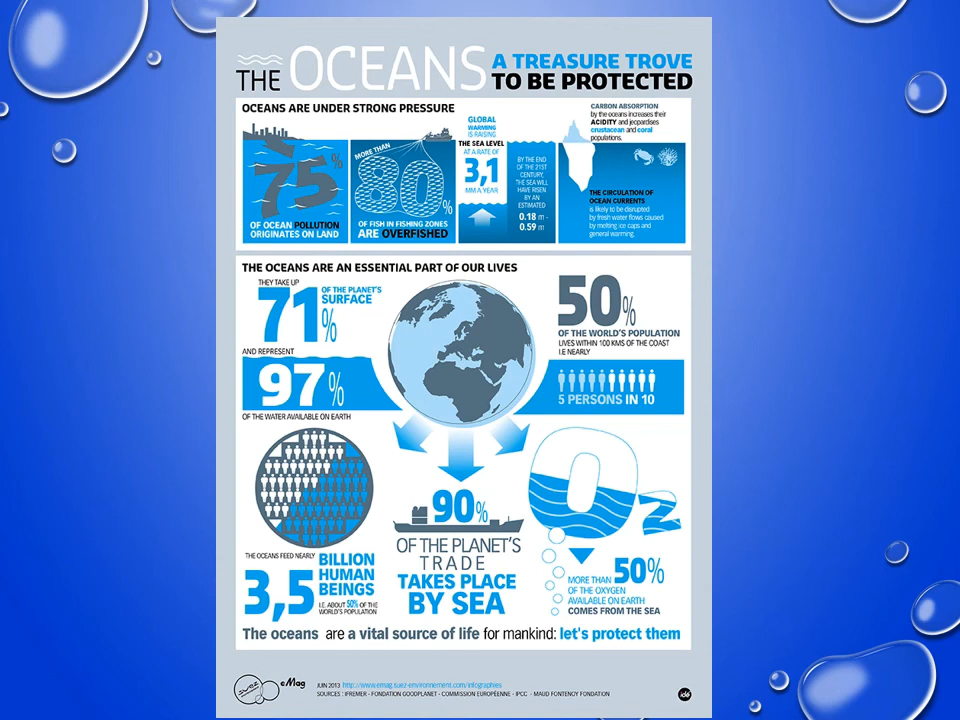 THE OCEANS A TREASURE TROVE
TO BE PROTECTED
OCEANS ARE UNDER STRONG PRESSURE
75%
OF OCEAN POLLUTION
ORIGINATES ON LAND
MORE THAN
80%
OF FISH IN FISHING ZONES
ARE OVERFISHED
GLOBAL
WARMING
IS RAISING
THE SEA LEVEL
AT A RATE OF
3,1
MM A YEAR
BY THE END
OF THE 21ST
CENTURY,
THE SEA WILL
HAVE RISEN
BY AN
ESTIMATED
0.18 m -
0.59 m
CARBON ABSORPTION
by the oceans increases their
ACIDITY and jeopardises
crustacean and coral
populations.
THE CIRCULATION OF
OCEAN CURRENTS
is likely to be disrupted
by fresh water flows caused
by melting ice caps and
general warming.
THE OCEANS ARE AN ESSENTIAL PART OF OUR LIVES
THEY TAKE UP
71%
OF THE PLANET'S
SURFACE
AND REPRESENT
97%
OF THE WATER AVAILABLE ON EARTH
50%
OF THE WORLD'S POPULATION
LIVES WITHIN 100 KMS OF THE COAST
I.E NEARLY
5 PERSONS IN 10
THE OCEANS FEED NEARLY
3,5 BILLION
HUMAN
BEINGS
I.E. ABOUT 50% OF THE
WORLD'S POPULATION
90%
OF THE PLANET'S
TRADE
TAKES PLACE
BY SEA
O2
MORE THAN 50%
OF THE OXYGEN
AVAILABLE ON EARTH
COMES FROM THE SEA
The oceans are a vital source of life for mankind: let's protect them
suez
eMag
JUIN 2013 http://www.emag.suez-environnement.com/infographies
SOURCES : IFREMER - FONDATION GOODPLANET - COMMISSION EUROPÉENNE - IPCC - MAUD FONTENOY FONDATION
idé